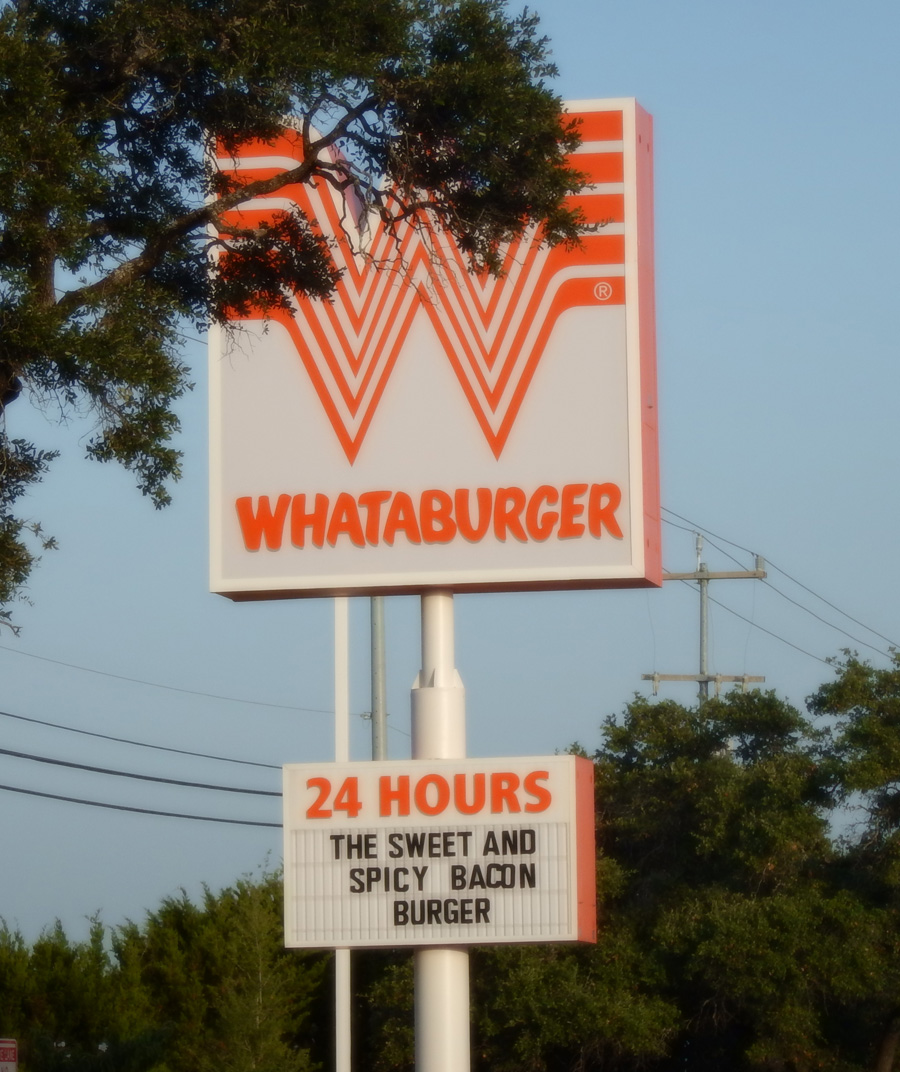 W
®
WHATABURGER
24 HOURS
THE SWEET AND
SPICY BACON
BURGER